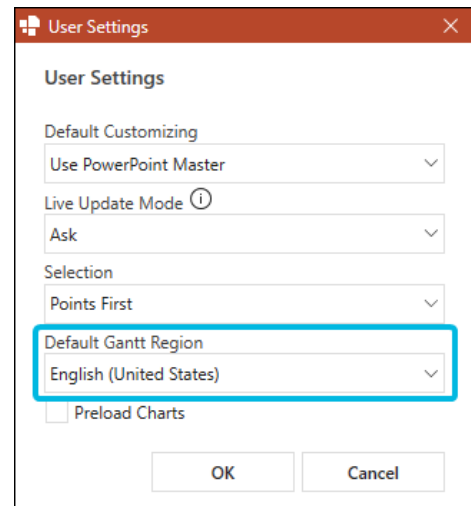 User Settings
User Settings
Default Customizing
Use PowerPoint Master
Live Update Mode
Ask
Selection
Points First
Default Gantt Region
English (United States)
Preload Charts
OK Cancel